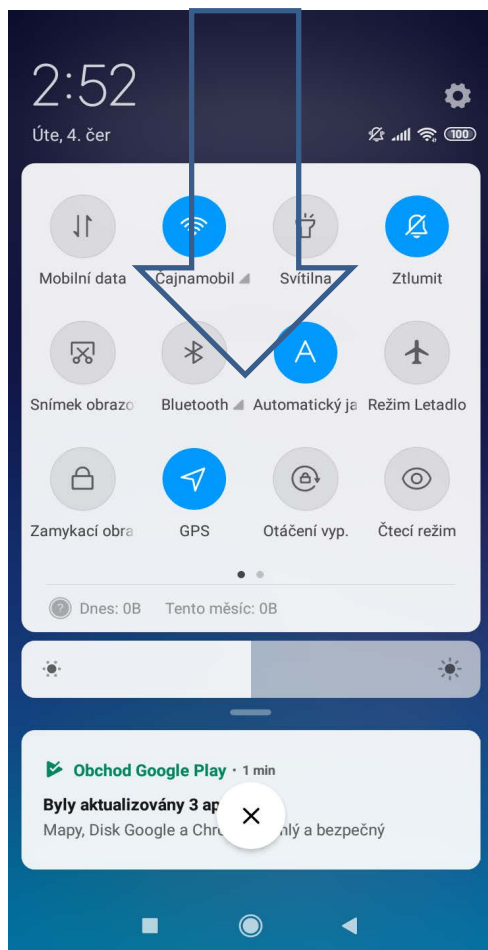 2:52
Úte, 4. čer
100
Mobilní data Čajnamobil Svítilna Ztlumit
A
Snímek obrazo Bluetooth Automatický ja Režim Letadlo
Zamykací obra GPS Otáčení vyp. Čtecí režim
? Dnes: 0B Tento měsíc: 0B
Obchod Google Play · 1 min
Byly aktualizovány 3 ap
Mapy, Disk Google a Chr a bezpečný